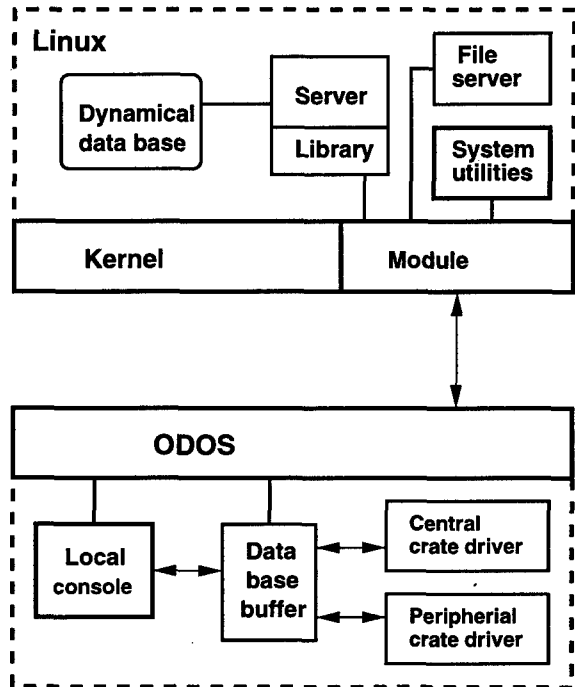 Linux
File
server
Dynamical
data base
Server
Library
System
utilities
Kernel
Module
ODOS
Local
console
Data
base
buffer
Central
crate driver
Peripherial
crate driver